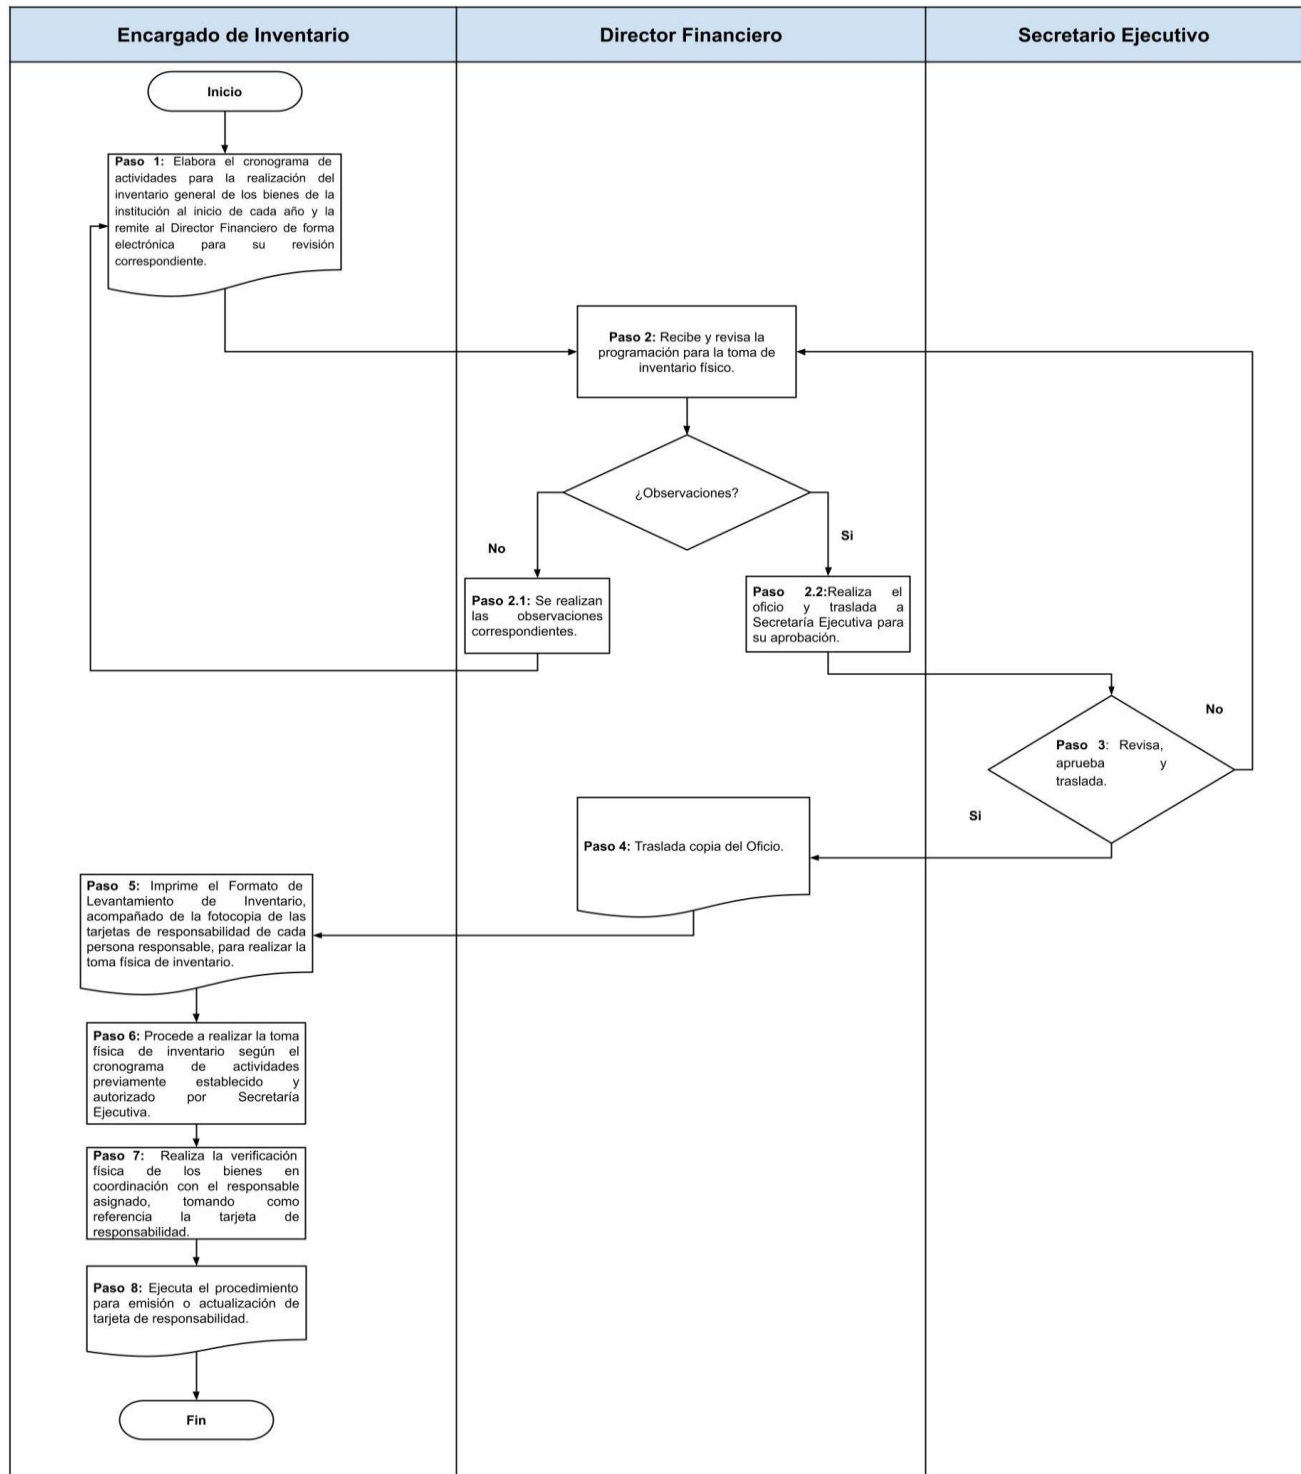 Encargado de Inventario
Director Financiero
Secretario Ejecutivo
Inicio
Paso 1: Elabora el cronograma de
actividades para la realización del
inventario general de los bienes de la
institución al inicio de cada año y la
remite al Director Financiero de forma
electrónica para su revisión
correspondiente.
Paso 2: Recibe y revisa la
programación para la toma de
inventario físico.
¿Observaciones?
No
Si
Paso 2.1: Se realizan
las observaciones
correspondientes.
Paso 2.2:Realiza el
oficio y traslada a
Secretaría Ejecutiva para
su aprobación.
No
Paso 3: Revisa,
aprueba y
traslada.
Si
Paso 4: Traslada copia del Oficio.
Paso 5: Imprime el Formato de
Levantamiento de Inventario,
acompañado de la fotocopia de las
tarjetas de responsabilidad de cada
persona responsable, para realizar la
toma física de inventario.
Paso 6: Procede a realizar la toma
física de inventario según el
cronograma de actividades
previamente establecido y
autorizado por Secretaría
Ejecutiva.
Paso 7: Realiza la verificación
física de los bienes en
coordinación con el responsable
asignado, tomando como
referencia la tarjeta de
responsabilidad.
Paso 8: Ejecuta el procedimiento
para emisión o actualización de
tarjeta de responsabilidad.
Fin